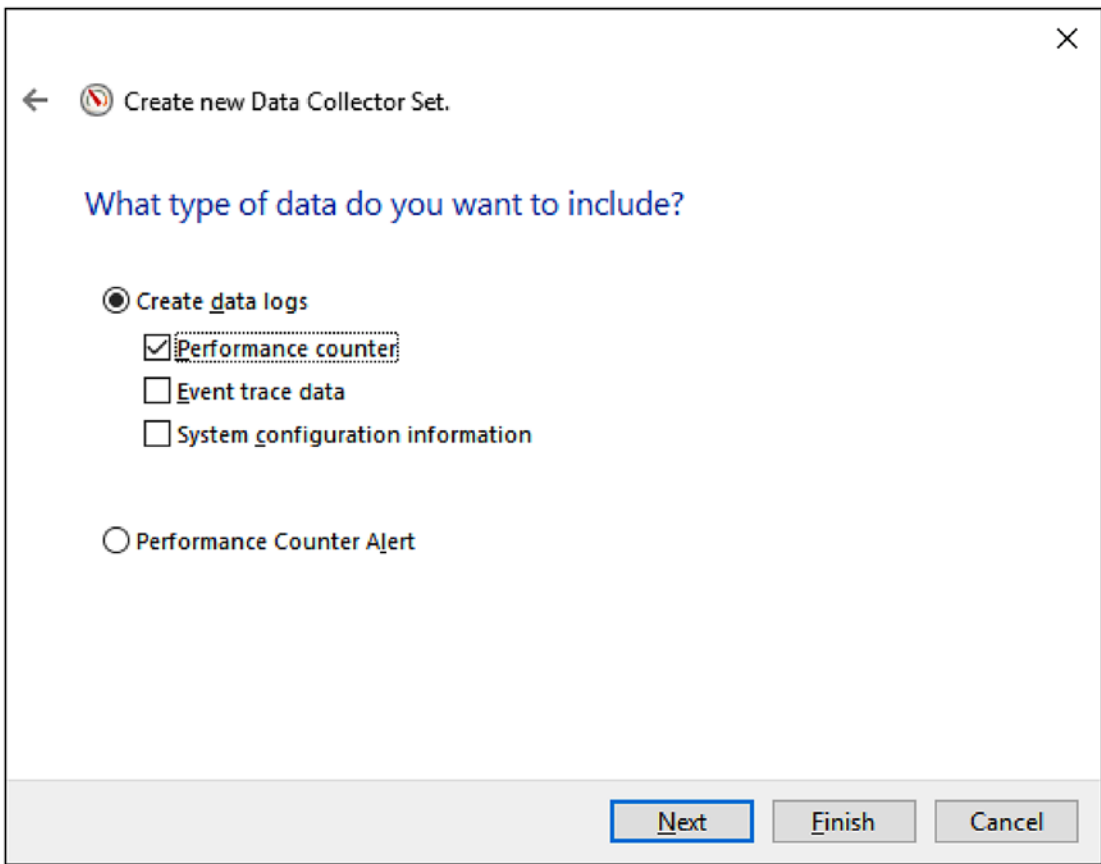 Create new Data Collector Set.
What type of data do you want to include?
Create data logs
Performance counter
Event trace data
System configuration information
Performance Counter Alert
Next Finish Cancel